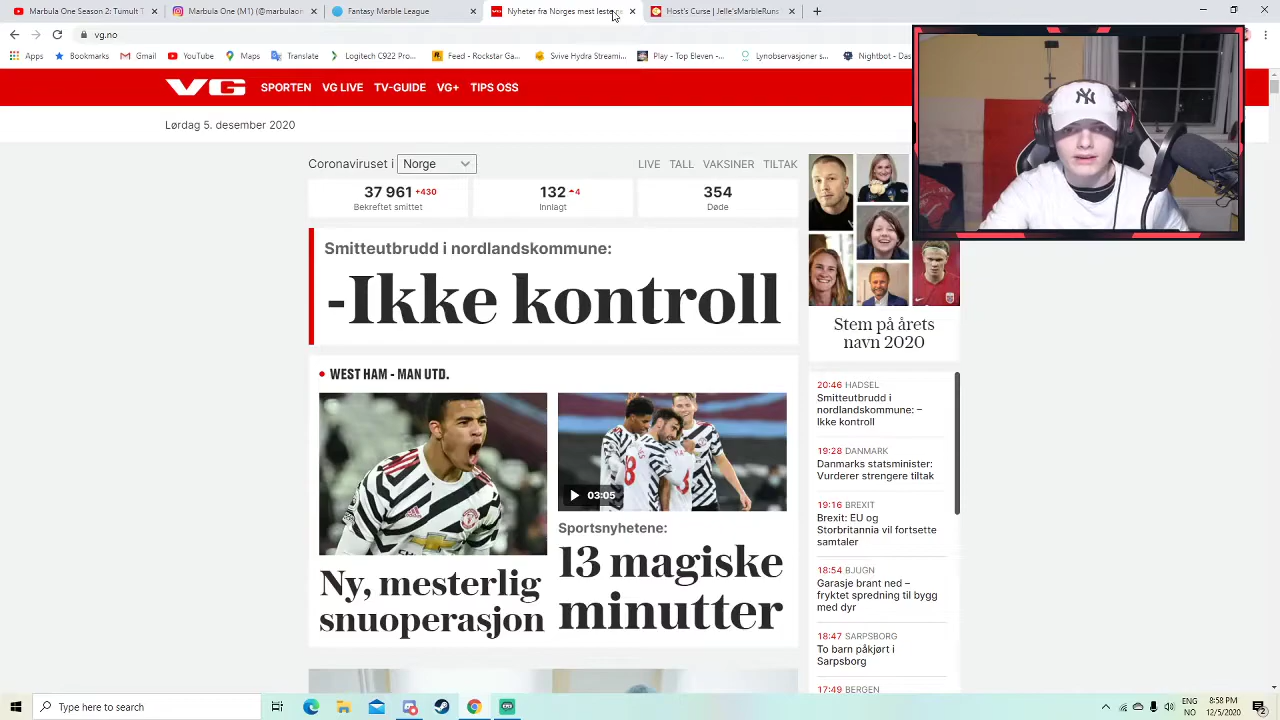 Marbula One Season 2: Tumult T
Marbula One (M1) @marbulaone
Family Marble League
Nyheter fra Norges mest leste
Host's Curse | Jelle'sMarbleRuns
vg.no
Apps
Bookmarks
Gmail
YouTube
Maps
Translate
Logitech C922 Pro...
Feed - Rockstar Ga...
Svive Hydra Streami...
Play - Top Eleven -...
Lynobservasjoner s...
Nightbot - Das
VG
SPORTEN
VG LIVE
TV-GUIDE
VG+
TIPS OSS
Lørdag 5. desember 2020
Coronaviruset i Norge
LIVE TALL VAKSINER TILTAK
37 961 +430
Bekreftet smittet
132 4
Innlagt
354
Døde
Smitteutbrudd i nordlandskommune:
-Ikke kontroll
WEST HAM - MAN UTD.
Ny, mesterlig
snuoperasjon
03:05
Sportsnyhetene:
13 magiske
minutter
Stem på årets
navn 2020
20:46 HADSEL
Smitteutbrudd i
nordlandskommune: –
Ikke kontroll
19:28 DANMARK
Danmarks statsminister:
Vurderer strengere tiltak
19:16 BREXIT
Brexit: EU og
Storbritannia vil fortsette
samtaler
18:54 BJUGN
Garasje brant ned –
fryktet spredning til bygg
med dyr
18:47 SARPSBORG
To barn påkjørt i
Sarpsborg
17:49 BERGEN
NY
Type here to search
ENG
NO
8:58 PM
12/5/2020
2